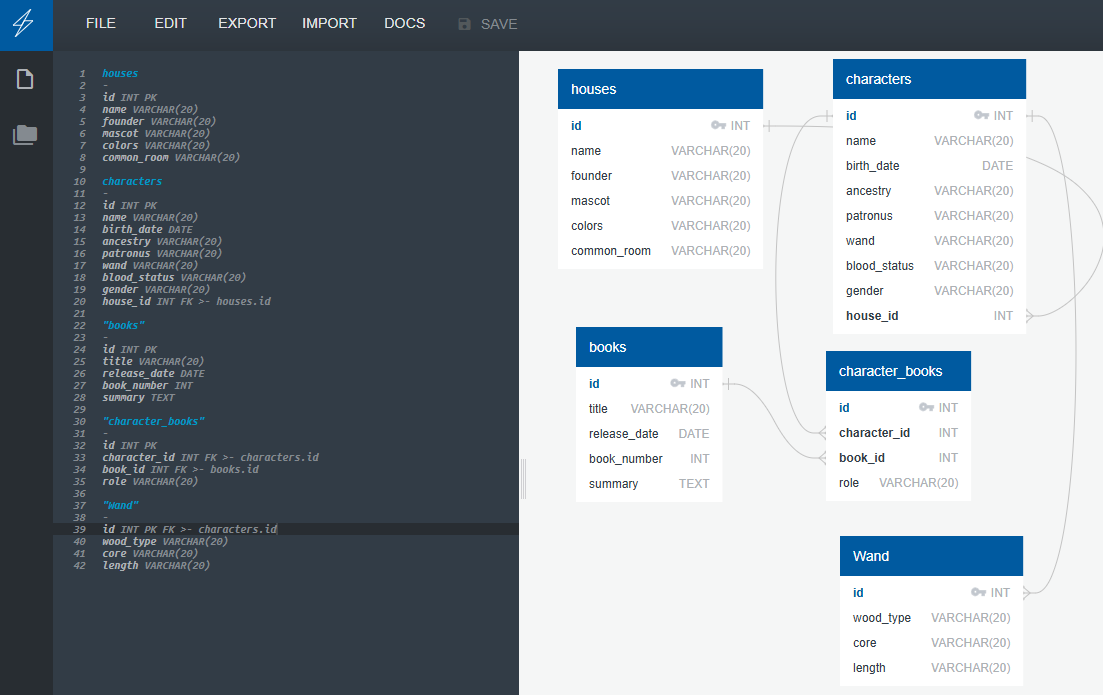 FILE EDIT EXPORT IMPORT DOCS SAVE
1 houses
2 -
3 id INT PK
4 name VARCHAR(20)
5 founder VARCHAR(20)
6 mascot VARCHAR(20)
7 colors VARCHAR(20)
8 common_room VARCHAR(20)
9
10 characters
11 -
12 id INT PK
13 name VARCHAR(20)
14 birth_date DATE
15 ancestry VARCHAR(20)
16 patronus VARCHAR(20)
17 wand VARCHAR(20)
18 blood_status VARCHAR(20)
19 gender VARCHAR(20)
20 house_id INT FK >- houses.id
21
22 "books"
23 -
24 id INT PK
25 title VARCHAR(20)
26 release_date DATE
27 book_number INT
28 summary TEXT
29
30 "character_books"
31 -
32 id INT PK
33 character_id INT FK >- characters.id
34 book_id INT FK >- books.id
35 role VARCHAR(20)
36
37 "Wand"
38 -
39 id INT PK FK >- characters.id
40 wood_type VARCHAR(20)
41 core VARCHAR(20)
42 length VARCHAR(20)
houses
id INT
name VARCHAR(20)
founder VARCHAR(20)
mascot VARCHAR(20)
colors VARCHAR(20)
common_room VARCHAR(20)
characters
id INT
name VARCHAR(20)
birth_date DATE
ancestry VARCHAR(20)
patronus VARCHAR(20)
wand VARCHAR(20)
blood_status VARCHAR(20)
gender VARCHAR(20)
house_id INT
books
id INT
title VARCHAR(20)
release_date DATE
book_number INT
summary TEXT
character_books
id INT
character_id INT
book_id INT
role VARCHAR(20)
Wand
id INT
wood_type VARCHAR(20)
core VARCHAR(20)
length VARCHAR(20)